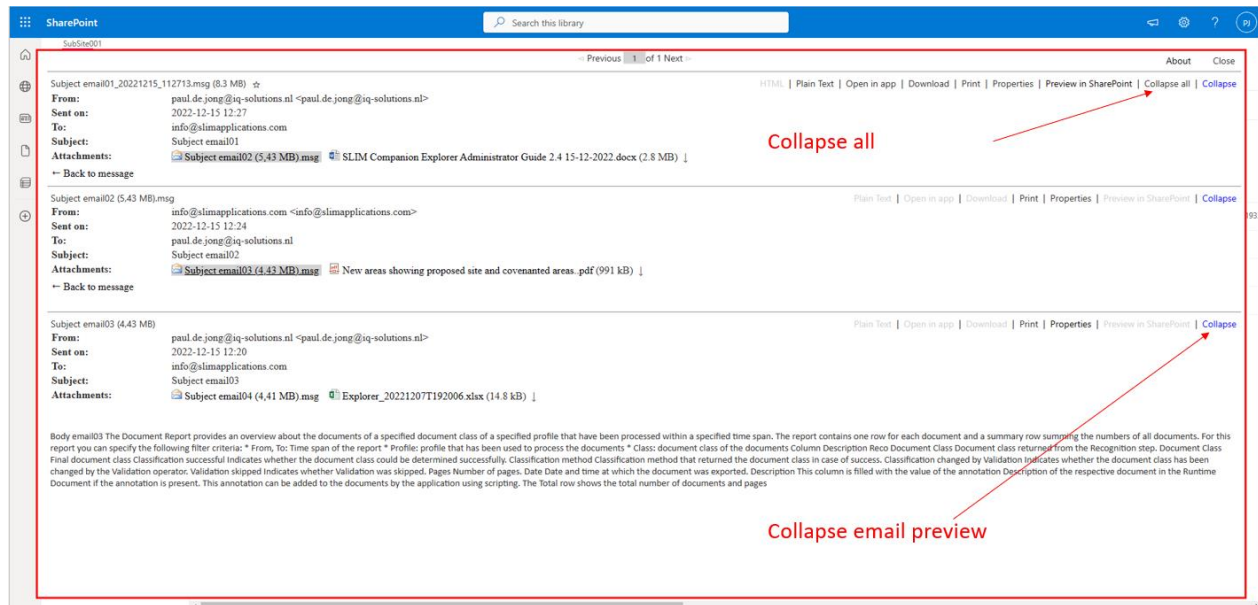 SharePoint
Search this library
?
PJ
SubSite001
Previous 1 of 1 Next
About Close
Subject email01_20221215_112713.msg (8.3 MB) HTML | Plain Text | Open in app | Download | Print | Properties | Preview in SharePoint | Collapse all | Collapse
From: paul.de.jong@iq-solutions.nl <paul.de.jong@iq-solutions.nl>
Sent on: 2022-12-15 12:27
To: info@slimapplications.com
Subject: Subject email01
Collapse all
Attachments: Subject email02 (5,43 MB).msg SLIM Companion Explorer Administrator Guide 2.4 15-12-2022.docx (2.8 MB) ↓
← Back to message
Subject email02 (5.43 MB).msg Plain Text | Open in app | Download | Print | Properties | Preview in SharePoint | Collapse
From: info@slimapplications.com <info@slimapplications.com>
193
Sent on: 2022-12-15 12:24
To: paul.de.jong@iq-solutions.nl
Subject: Subject email02
Attachments: Subject email03 (4,43 MB).msg New areas showing proposed site and covenanted areas..pdf (991 kB) ↓
← Back to message
Subject email03 (4,43 MB) Plain Text | Open in app | Download | Print | Properties | Preview in SharePoint | Collapse
From: paul.de.jong@iq-solutions.nl <paul.de.jong@iq-solutions.nl>
Sent on: 2022-12-15 12:20
To: info@slimapplications.com
Subject: Subject email03
Attachments: Subject email04 (4,41 MB).msg Explorer_20221207T192006.xlsx (14.8 kB) ↓
Body email03 The Document Report provides an overview about the documents of a specified document class of a specified profile that have been processed within a specified time span. The report contains one row for each document and a summary row summing the numbers of all documents. For this
report you can specify the following filter criteria: * From, To: Time span of the report * Profile: profile that has been used to process the documents * Class: document class of the documents Column Description Reco Document Class Document class returned from the Recognition step. Document Class
Final document class Classification successful Indicates whether the document class could be determined successfully. Classification method Classification method that returned the document class in case of success. Classification changed by Validation Indicates whether the document class has been
changed by the Validation operator. Validation skipped Indicates whether Validation was skipped. Pages Number of pages. Date Date and time at which the document was exported. Description This column is filled with the value of the annotation Description of the respective document in the Runtime
Document if the annotation is present. This annotation can be added to the documents by the application using scripting. The Total row shows the total number of documents and pages
Collapse email preview